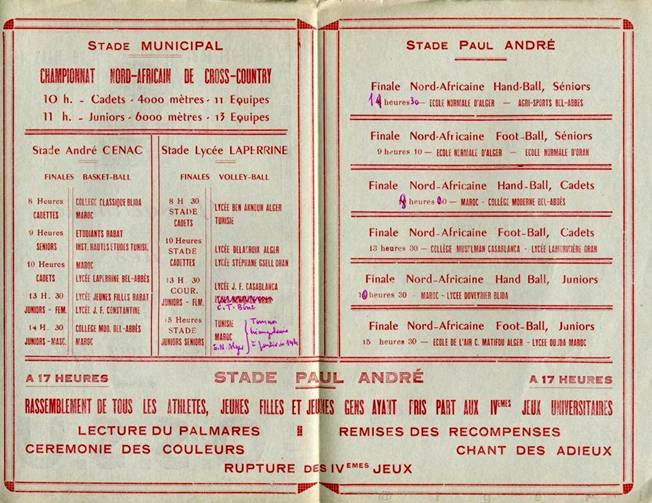 STADE MUNICIPAL
CHAMPIONNAT NORD-AFRICAIN DE CROSS-COUNTRY
10 h. - Cadets - 4000 mètres - 11 Equipes
11 h. - Juniors - 6000 mètres - 13 Equipes
Stade André CENAC
FINALES BASKET-BALL
8 Heures COLLÈGE CLASSIQUE BLIDA
CADETTES MAROC
9 Heures ETUDIANTS RABAT
SENIORS INST. HAUTES ETUDES TUNISIE.
10 Heures MAROC
CADETS LYCÉE LAPERRINE BEL-ABBÈS
13 H. 30 LYCÉE JEUNES FILLES RABAT
JUNIORS - FEM. LYCÉE J. F. CONSTANTINE
14 H. 30 COLLÈGE MOD. BEL-ABBÈS
JUNIORS - MASC. MAROC
Stade Lycée LAPERRINE
FINALES VOLLEY-BALL
8 H 30
STADE
CADETS
LYCÉE BEN AKNOUN ALGER
TUNISIE
10 Heures
STADE
CADETTES
LYCÉE DELACROIX ALGER
LYCÉE STÉPHANE GSELL ORAN
13 H 30
COUR.
JUNIORS - FEM.
LYCÉE J. F. CASABLANCA
15 Heures
STADE
JUNIORS SENIORS
TUNISIE
MAROC
STADE PAUL ANDRÉ
Finale Nord-Africaine Hand-Ball, Séniors
heures 30 — ECOLE NORMALE D'ALGER — AGRI-SPORTS BEL-ABBÈS
Finale Nord-Africaine Foot-Ball, Séniors
9 heures 10 — ECOLE NORMALE D'ALGER — ECOLE NORMALE D'ORAN
Finale Nord-Africaine Hand-Ball, Cadets
heures 00 — MAROC - COLLÈGE MODERNE BEL-ABBÈS
Finale Nord-Africaine Foot-Ball, Cadets
13 heures 30 — COLLÈGE MUSULMAN CASABLANCA - LYCÉE LAMORICIÈRE ORAN
Finale Nord-Africaine Hand Ball, Juniors
10 heures 30 — MAROC - LYCÉE DOVEYRIER BLIDA
Finale Nord-Africaine Foot-Ball, Juniors
15 heures 30 — ECOLE DE L'AIR C. MATIFOU ALGER - LYCÉE OUJDA MAROC
A 17 HEURES STADE PAUL ANDRÉ A 17 HEURES
RASSEMBLEMENT DE TOUS LES ATHLETES, JEUNES FILLES ET JEUNES GENS AYANT PRIS PART AUX IVEMES JEUX UNIVERSITAIRES
LECTURE DU PALMARES REMISES DES RECOMPENSES
CEREMONIE DES COULEURS CHANT DES ADIEUX
RUPTURE DES IVEMES JEUX